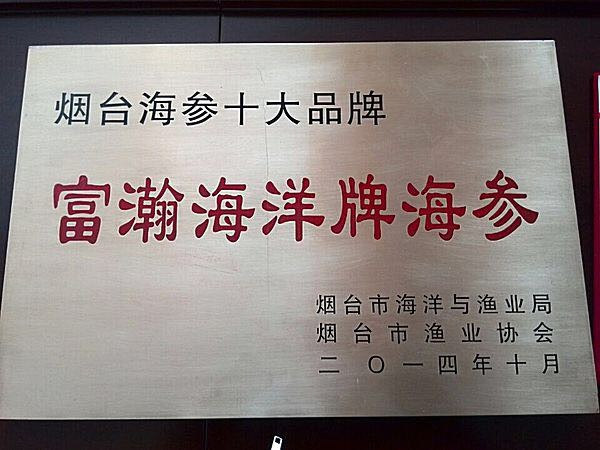 烟台海参十大品牌
富瀚海洋牌海参
烟台市海洋与渔业局
烟台市渔业协会
二〇一四年十月